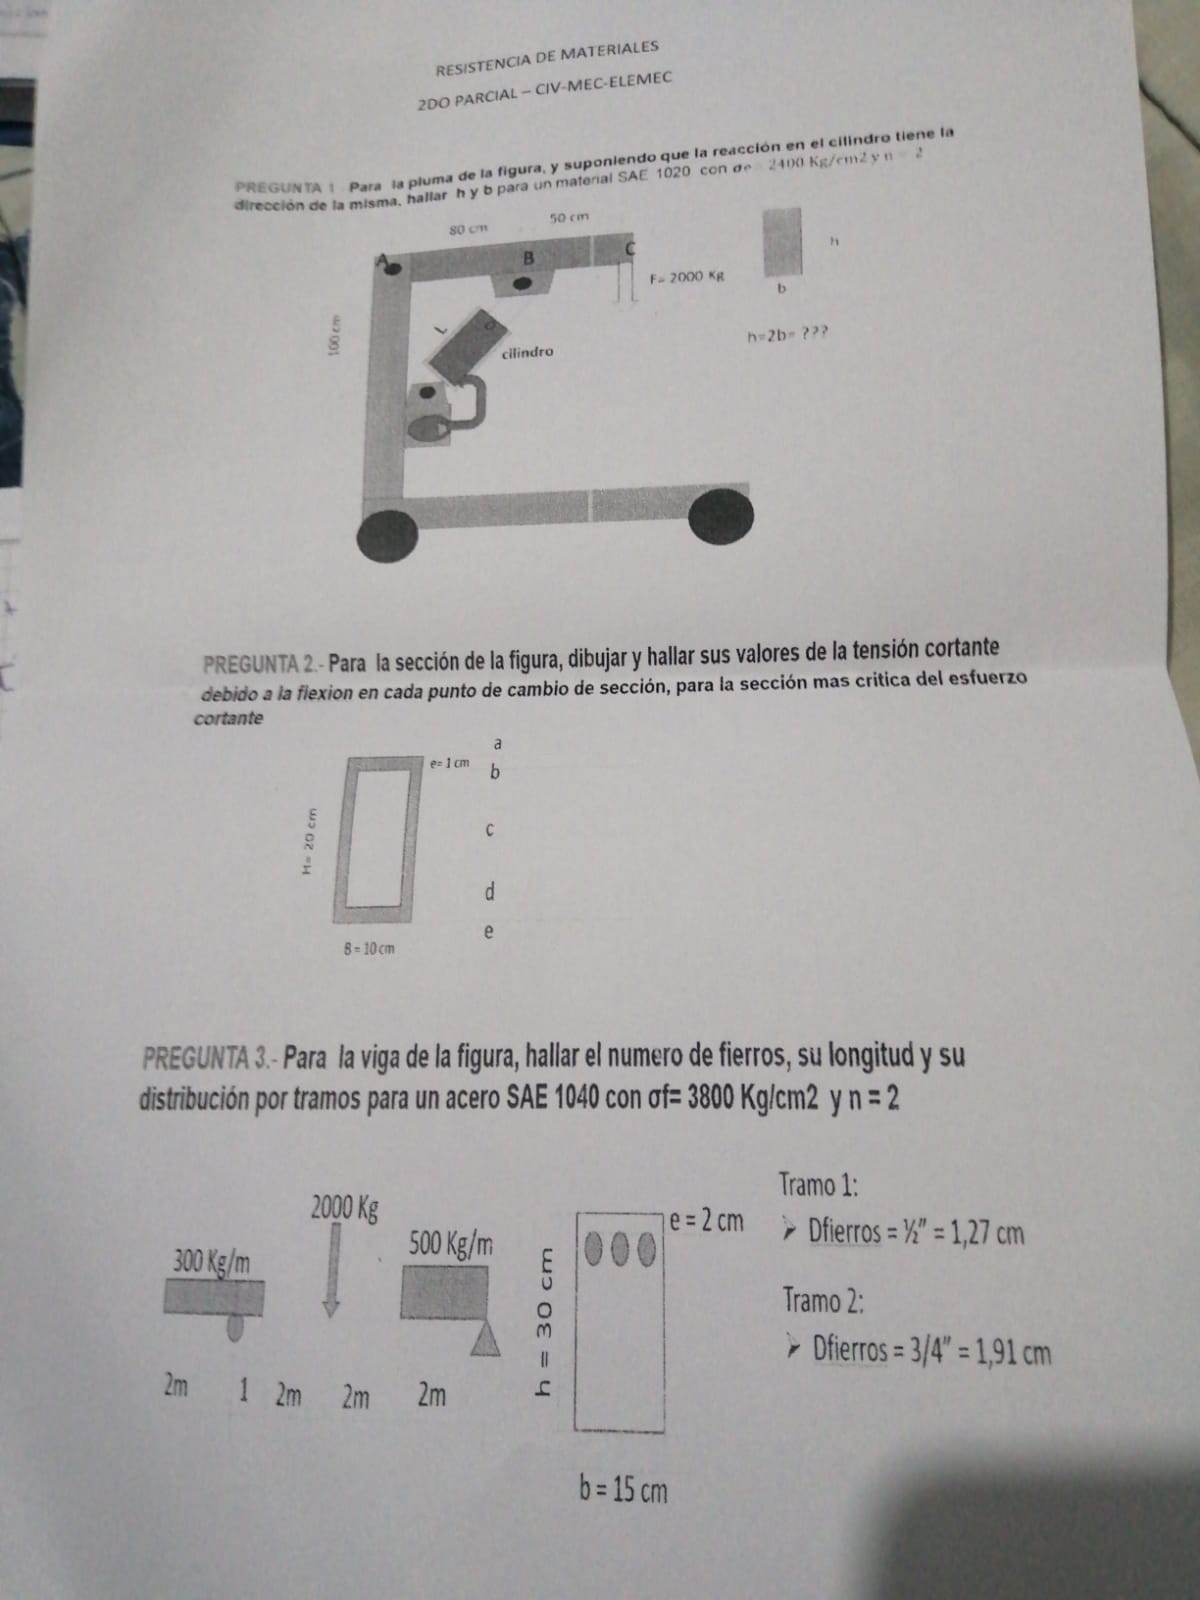 RESISTENCIA DE MATERIALES
2DO PARCIAL – CIV-MEC-ELEMEC
PREGUNTA 1 Para la pluma de la figura, y suponiendo que la reacción en el cilindro tiene la
dirección de la misma, hallar h y b para un material SAE 1020 con σe = 2400 Kg/cm2 y n = 2
80 cm
50 cm
A
B
C
F= 2000 Kg
h
b
100 cm
L
cilindro
h=2b= ???
PREGUNTA 2.- Para la sección de la figura, dibujar y hallar sus valores de la tensión cortante
debido a la flexion en cada punto de cambio de sección, para la sección mas critica del esfuerzo
cortante
a
e= 1 cm
b
H= 20 cm
c
d
e
B = 10 cm
PREGUNTA 3.- Para la viga de la figura, hallar el numero de fierros, su longitud y su
distribución por tramos para un acero SAE 1040 con σf= 3800 Kg/cm2 y n = 2
Tramo 1:
2000 Kg
e = 2 cm
Dfierros = ½" = 1,27 cm
300 Kg/m
500 Kg/m
h = 30 cm
Tramo 2:
Dfierros = 3/4" = 1,91 cm
2m 1 2m 2m 2m
b = 15 cm